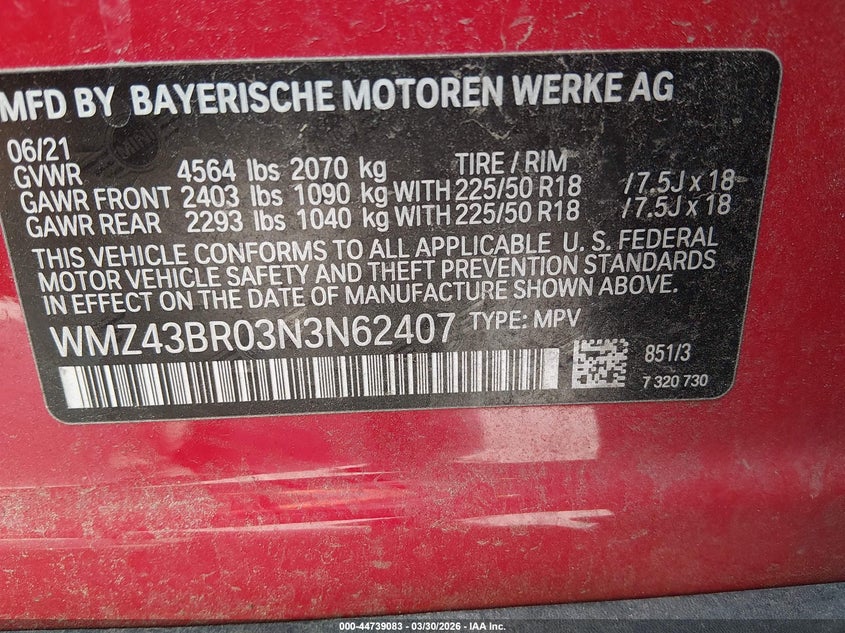 MFD BY BAYERISCHE MOTOREN WERKE AG
06/21
GVWR 4564 lbs 2070 kg TIRE / RIM
GAWR FRONT 2403 lbs 1090 kg WITH 225/50 R18 /7.5J x 18
GAWR REAR 2293 lbs 1040 kg WITH 225/50 R18 /7.5J x 18
THIS VEHICLE CONFORMS TO ALL APPLICABLE U. S. FEDERAL
MOTOR VEHICLE SAFETY AND THEFT PREVENTION STANDARDS
IN EFFECT ON THE DATE OF MANUFACTURE SHOWN ABOVE.
WMZ43BR03N3N62407 TYPE: MPV
851/3
7 320 730
000-44739083 - 03/30/2026 - IAA Inc.